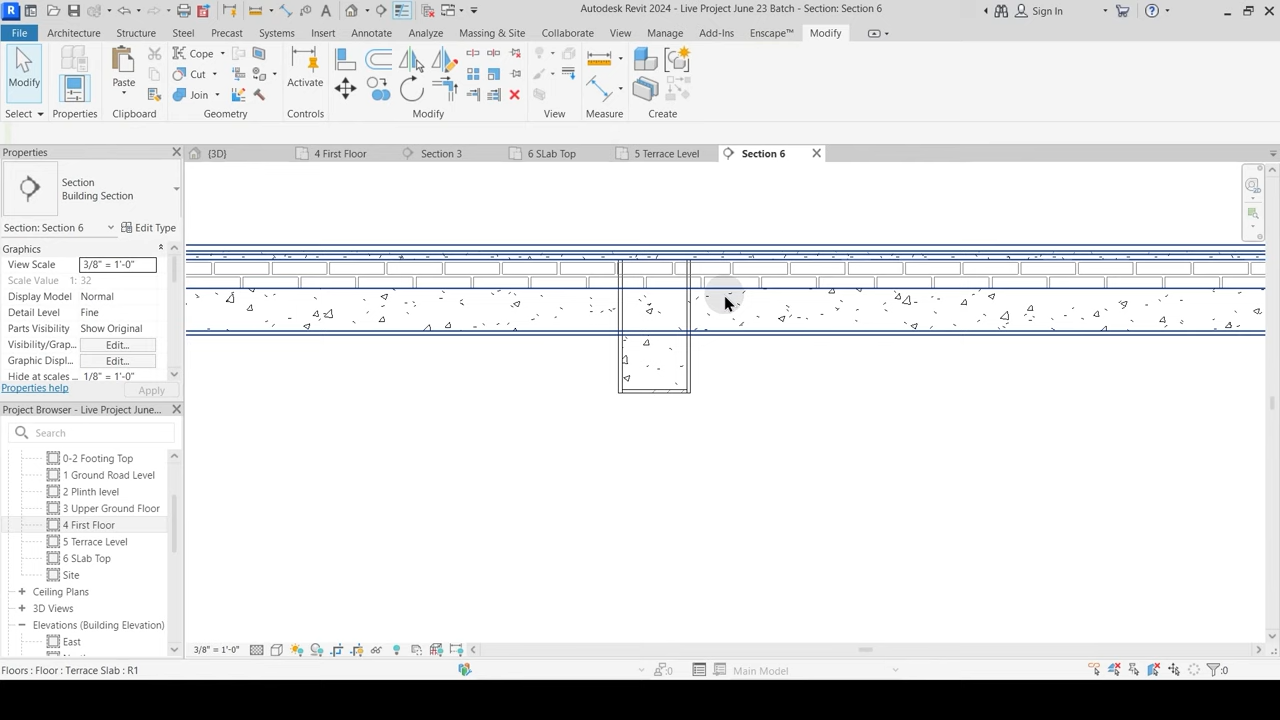 Autodesk Revit 2024 - Live Project June 23 Batch - Section: Section 6
Sign In
File Architecture Structure Steel Precast Systems Insert Annotate Analyze Massing & Site Collaborate View Manage Add-Ins Enscape™ Modify
Modify
Paste
Cope
Cut
Join
Activate
Select Properties Clipboard Geometry Controls Modify View Measure Create
Properties
{3D} 4 First Floor Section 3 6 SLab Top 5 Terrace Level Section 6
Section
Building Section
Section: Section 6 Edit Type
Graphics
View Scale 3/8" = 1'-0"
Scale Value 1: 32
Display Model Normal
Detail Level Fine
Parts Visibility Show Original
Visibility/Grap... Edit...
Graphic Displ... Edit...
Hide at scales ... 1/8" = 1'-0"
Properties help Apply
Project Browser - Live Project June...
Search
0-2 Footing Top
1 Ground Road Level
2 Plinth level
3 Upper Ground Floor
4 First Floor
5 Terrace Level
6 SLab Top
Site
Ceiling Plans
3D Views
Elevations (Building Elevation)
East
3/8" = 1'-0"
Floors : Floor : Terrace Slab : R1
:0
Main Model
:0